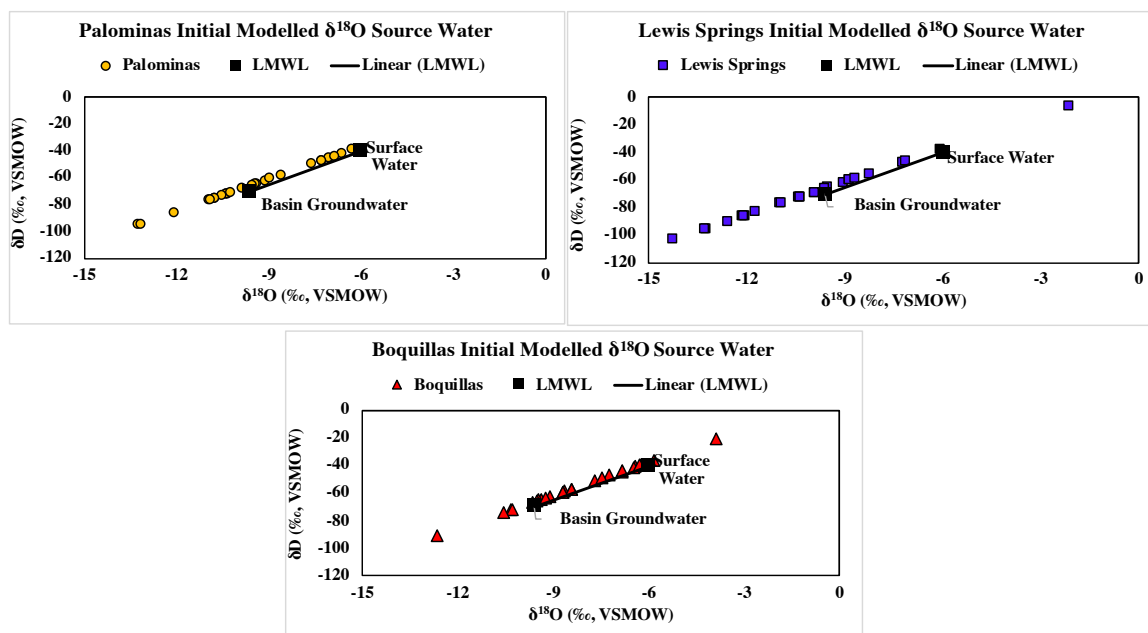 Palominas Initial Modelled δ¹⁸O Source Water
Palominas LMWL Linear (LMWL)
0
-20
-40
-60
-80
-100
-120
-15 -12 -9 -6 -3 0
δD (‰, VSMOW)
δ¹⁸O (‰, VSMOW)
Surface
Water
Basin Groundwater
Lewis Springs Initial Modelled δ¹⁸O Source Water
Lewis Springs LMWL Linear (LMWL)
0
-20
-40
-60
-80
-100
-120
-15 -12 -9 -6 -3 0
δD (‰, VSMOW)
δ¹⁸O (‰, VSMOW)
Surface Water
Basin Groundwater
Boquillas Initial Modelled δ¹⁸O Source Water
Boquillas LMWL Linear (LMWL)
0
-20
-40
-60
-80
-100
-120
-15 -12 -9 -6 -3 0
δD (‰, VSMOW)
δ¹⁸O (‰, VSMOW)
Surface
Water
Basin Groundwater